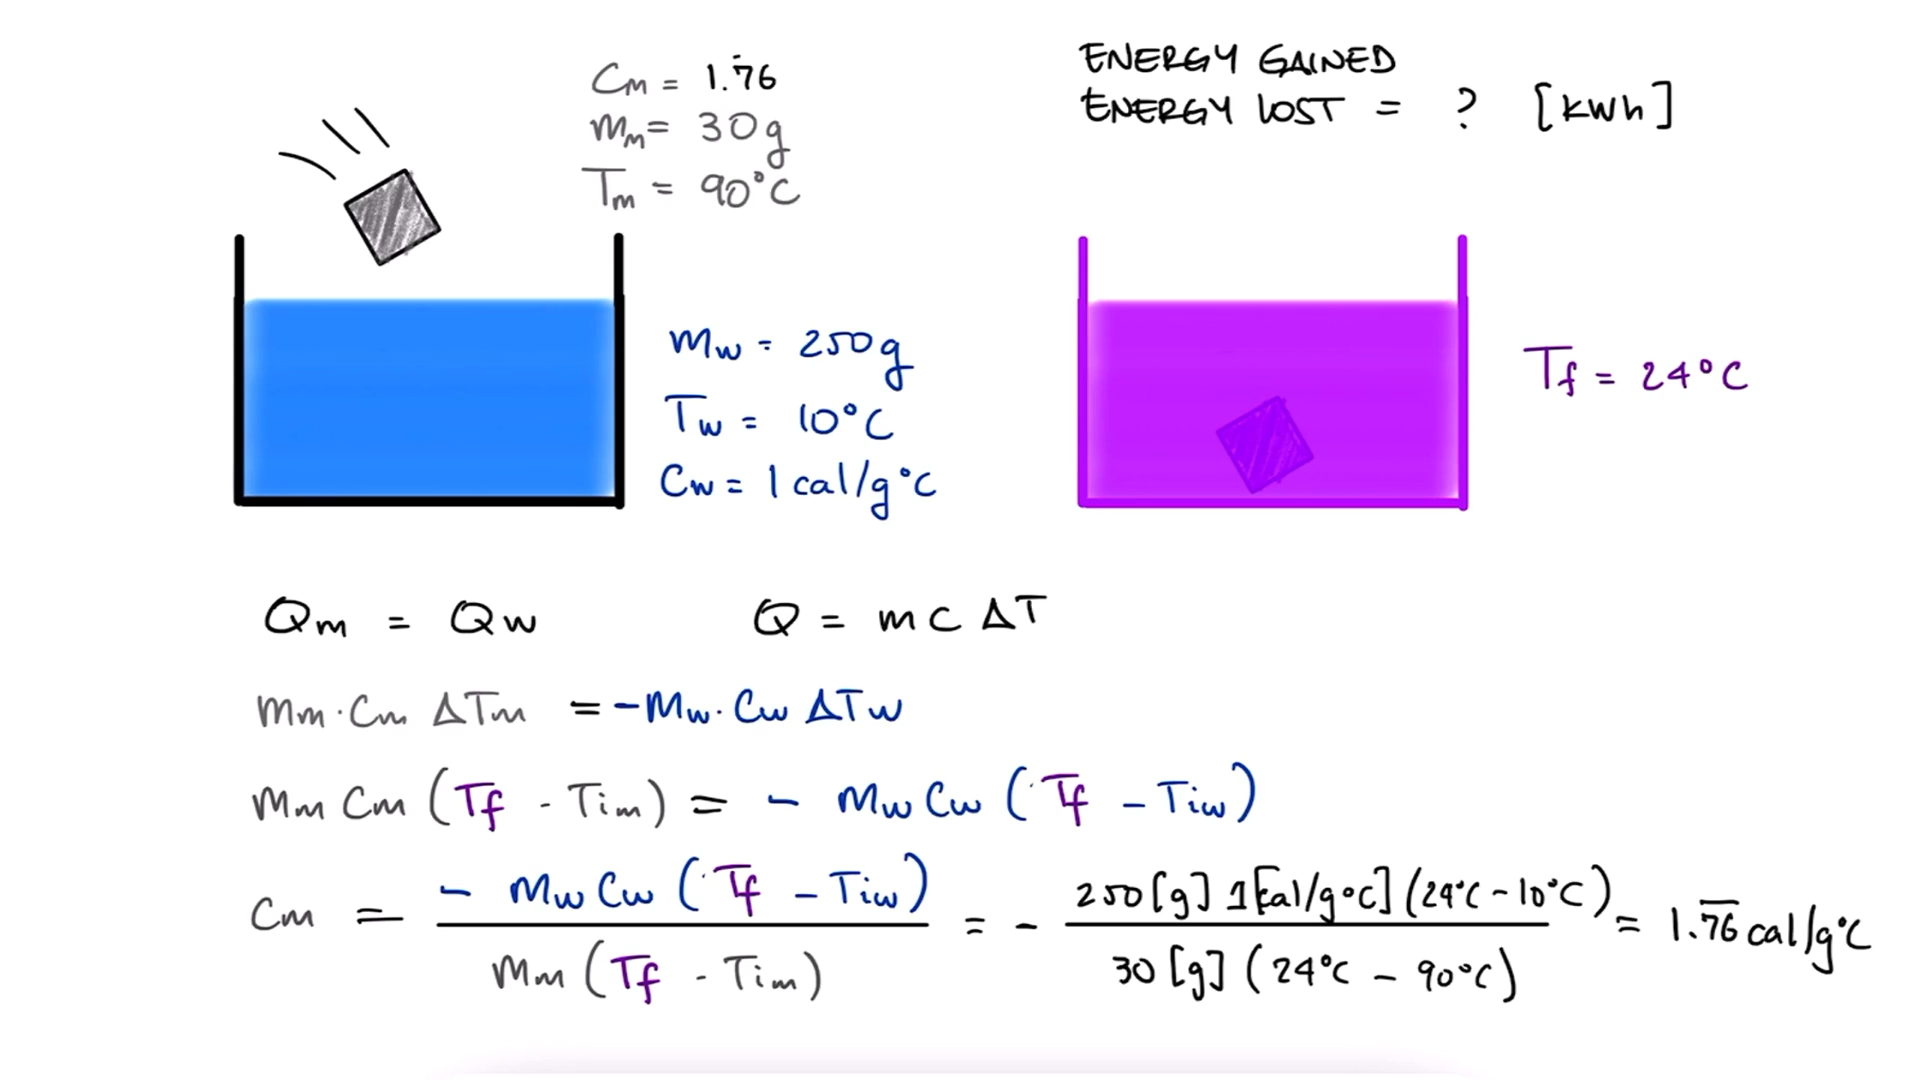 Cm = 1.76
mm = 30g
Tm = 90°C
ENERGY GAINED
ENERGY LOST = ? [kWh]
mw = 250g
Tw = 10°C
Cw = 1 cal/g°C
Tf = 24°C
Qm = Qw
Q = mCΔT
mm·Cm ΔTm = -mw·Cw ΔTw
mm Cm (Tf - Tim) = - mw Cw (Tf - Tiw)
Cm = - mw Cw (Tf - Tiw) / mm (Tf - Tim) = - 250[g] 1[cal/g°C] (24°C - 10°C) / 30[g] (24°C - 90°C) = 1.7̅6̅ cal/g°C